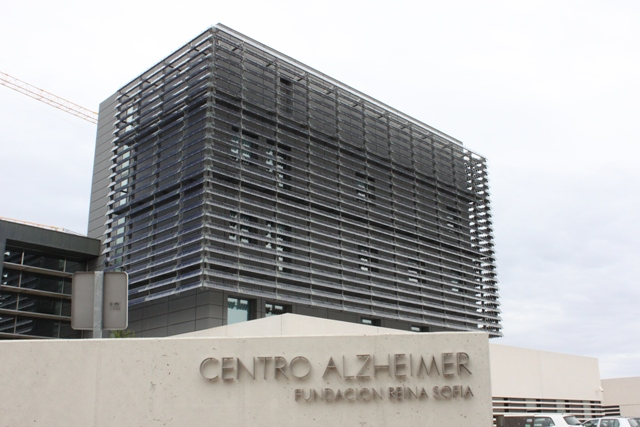 CENTRO ALZHEIMER
FUNDACION REINA SOFIA